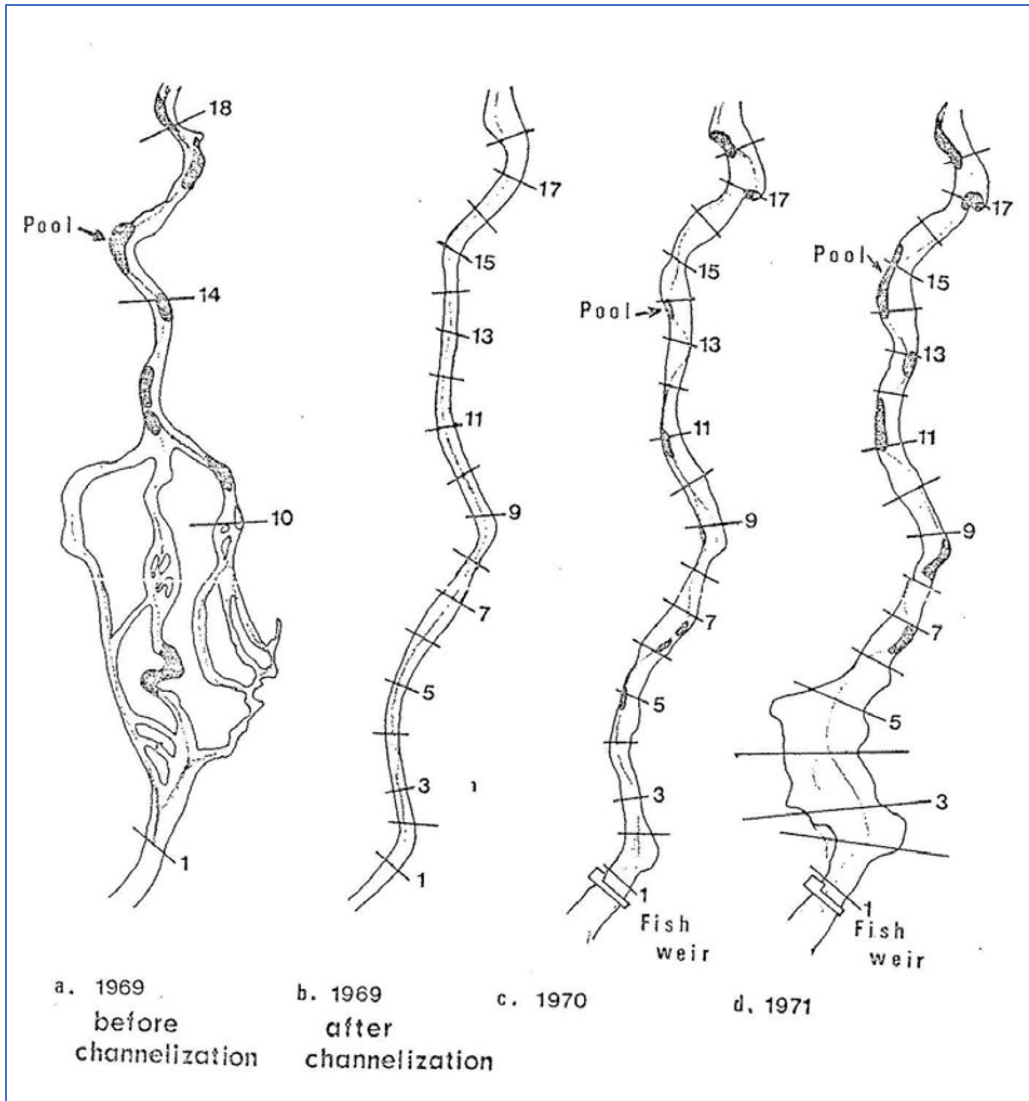 18
Pool
14
10
1
17
15
13
11
9
7
5
3
1
17
15
Pool
13
11
9
7
5
3
1
Fish
weir
17
Pool
15
13
11
9
7
5
3
1
Fish
weir
a. 1969
before
channelization
b. 1969
after
channelization
c. 1970
d. 1971